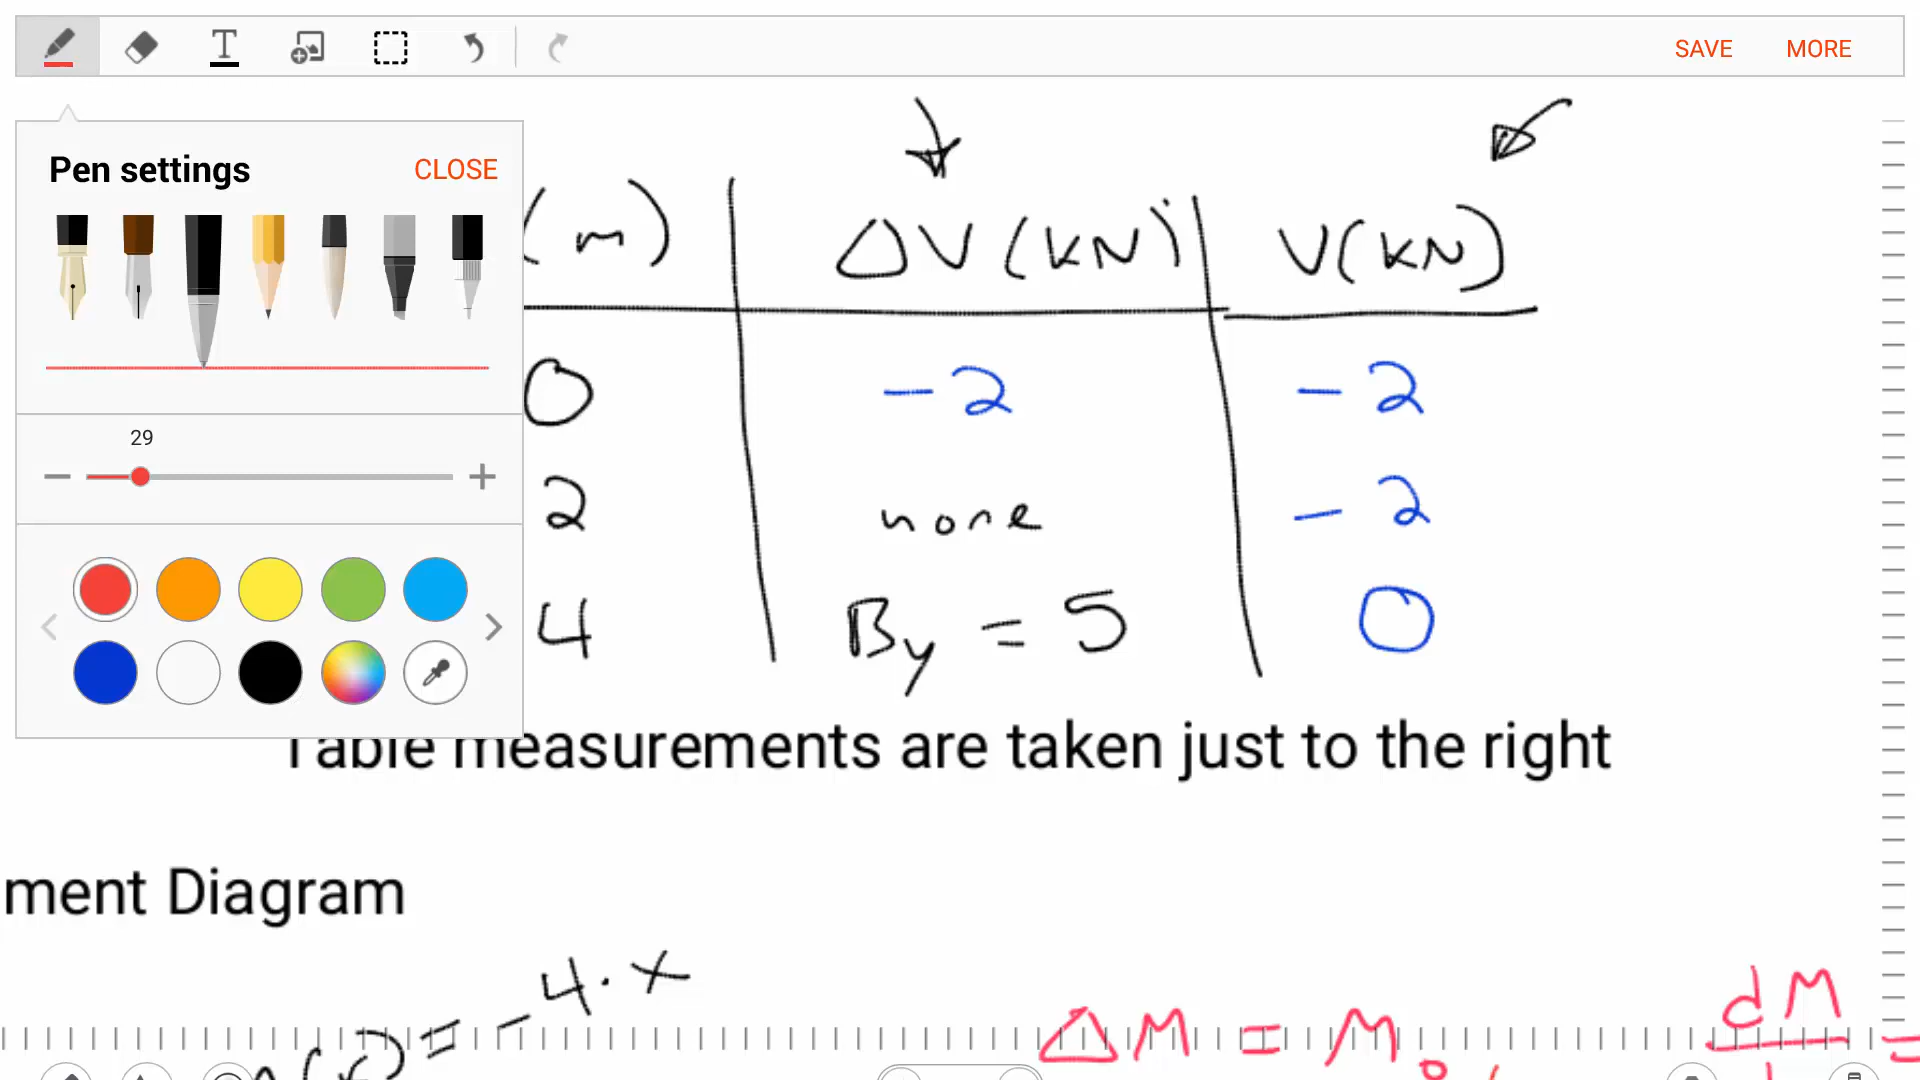 T SAVE MORE
Pen settings CLOSE
(m) ΔV (KN) V(KN)
29
0 -2 -2
2 none -2
4 By = 5 0
Table measurements are taken just to the right
ment Diagram
= -4·x
ΔM = M dM